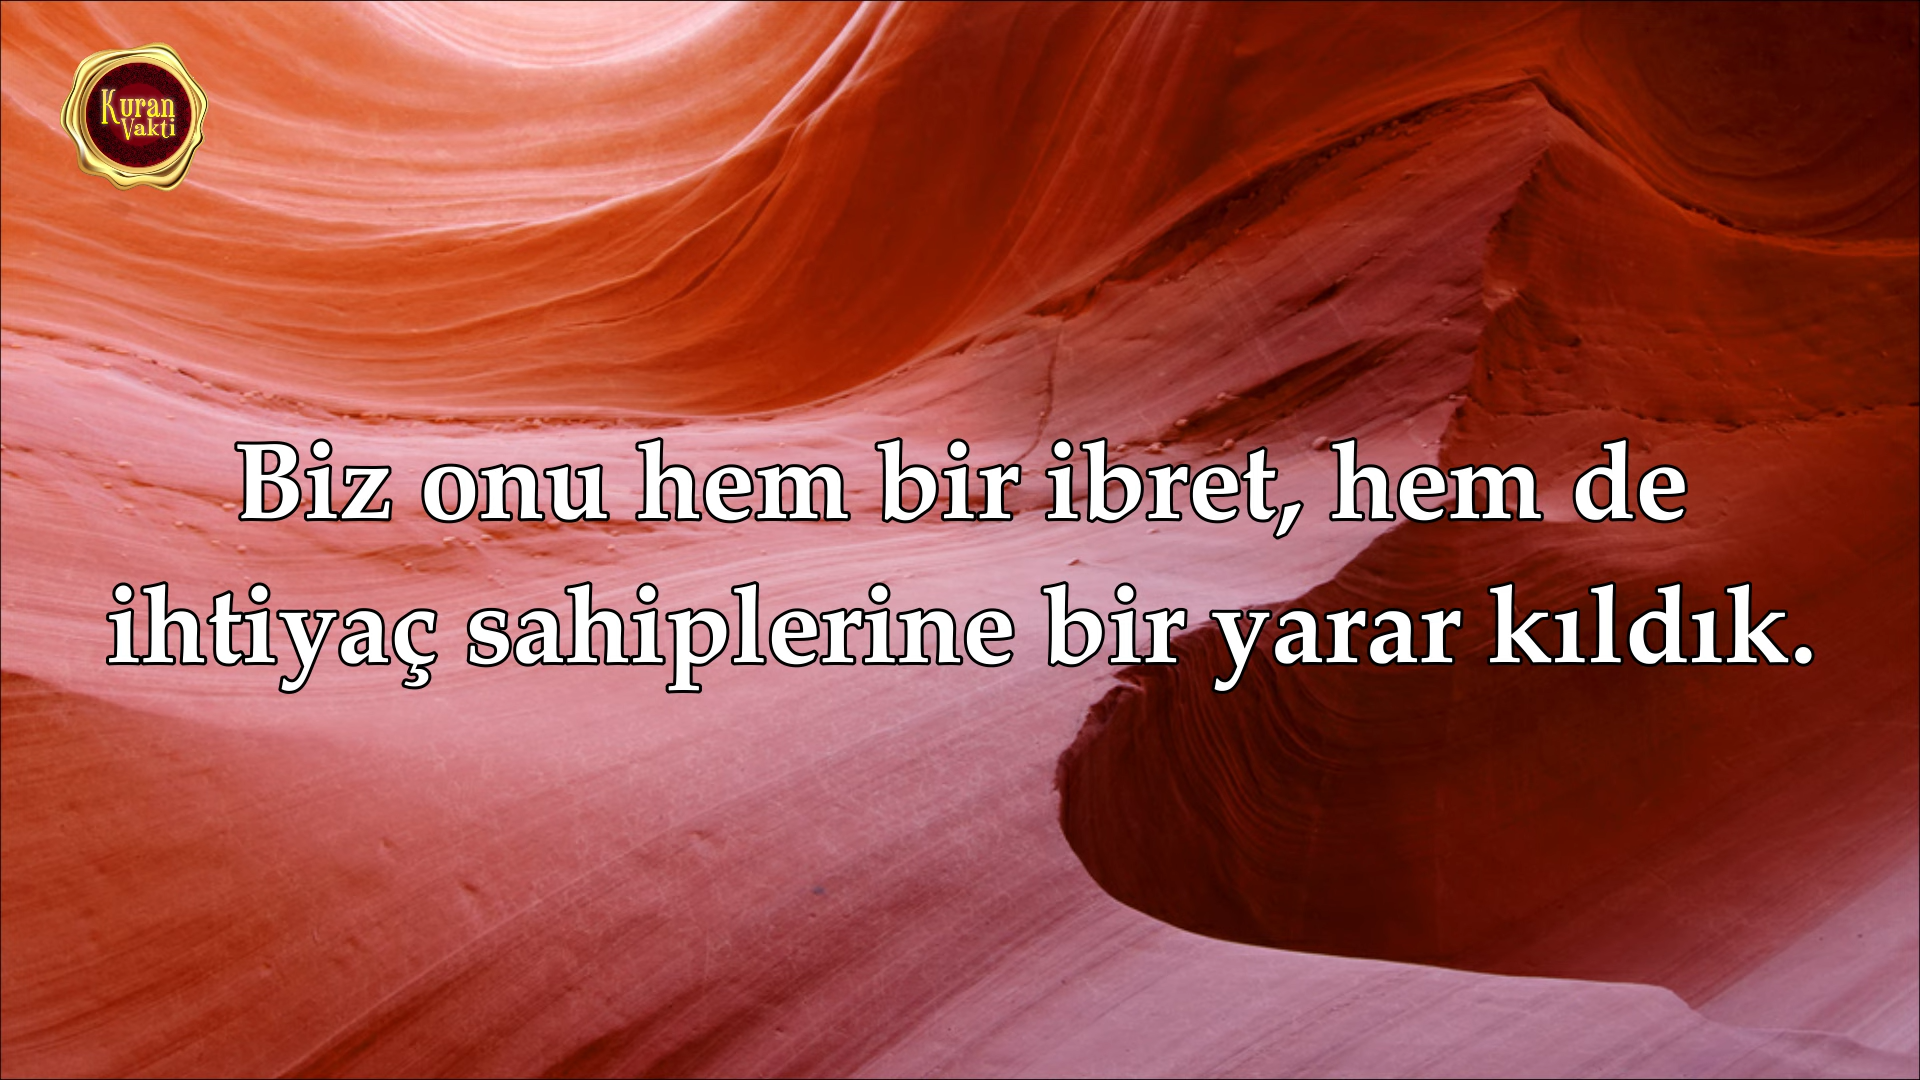 Kuran
Vakti
Biz onu hem bir ibret, hem de
ihtiyaç sahiplerine bir yarar kıldık.